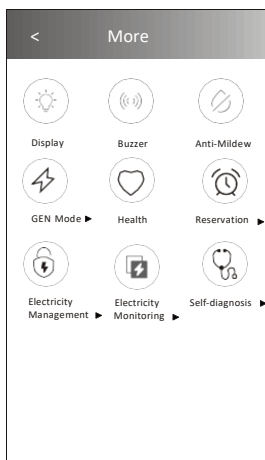 < More
Display Buzzer Anti-Mildew
GEN Mode ▶ Health Reservation ▶
Electricity Electricity Self-diagnosis ▶
Management ▶ Monitoring ▶